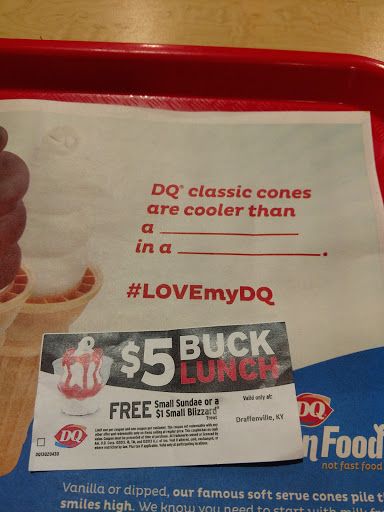 DQ® classic cones
are cooler than
a
in a .
#LOVEmyDQ
$5 BUCK
LUNCH
FREE Small Sundae or a
$1 Small Blizzard®
Treat
Valid only at:
Draffenville, KY
DQ
DQ
n Food
not fast food
Vanilla or dipped, our famous soft serve cones pile t
smiles high. We know you need to start with milk fr